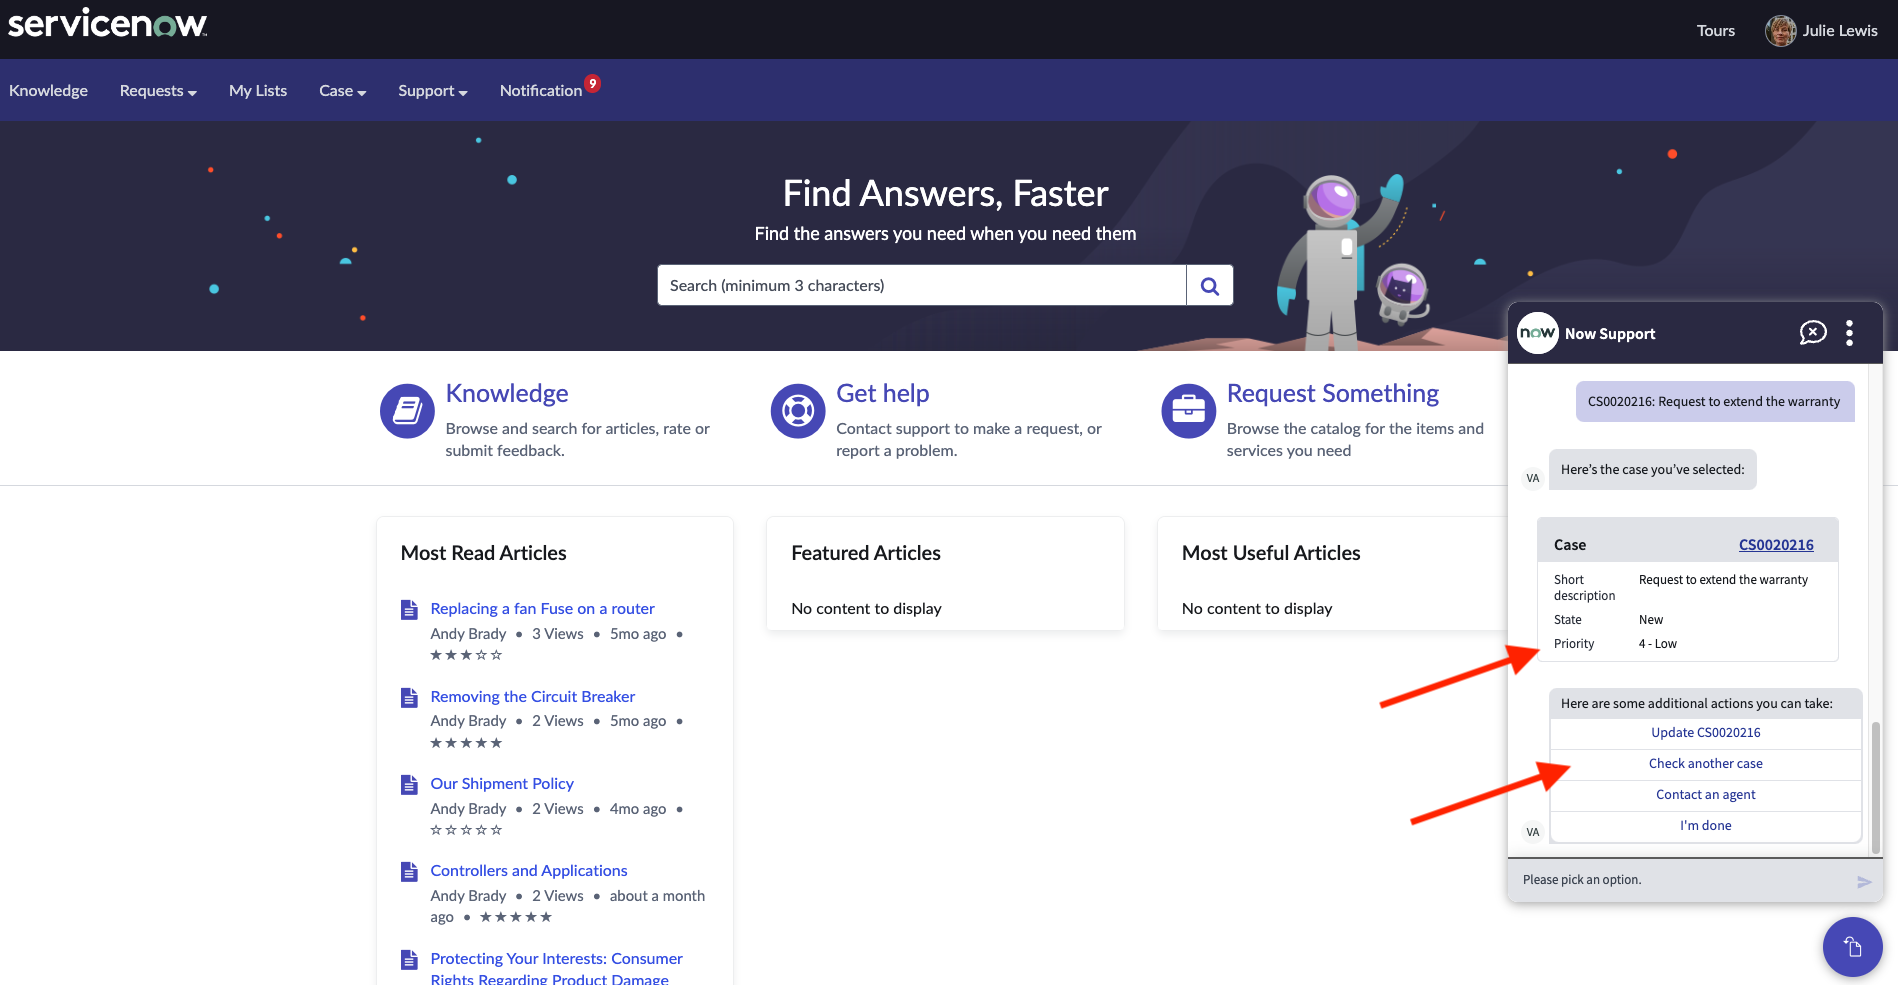 servicenow
Tours
Julie Lewis
Knowledge
Requests
My Lists
Case
Support
Notification
9
Find Answers, Faster
Find the answers you need when you need them
Search (minimum 3 characters)
Knowledge
Browse and search for articles, rate or
submit feedback.
Get help
Contact support to make a request, or
report a problem.
Request Something
Browse the catalog for the items and
services you need
Most Read Articles
Replacing a fan Fuse on a router
Andy Brady • 3 Views • 5mo ago •
★★★☆☆
Removing the Circuit Breaker
Andy Brady • 2 Views • 5mo ago •
★★★★★
Our Shipment Policy
Andy Brady • 2 Views • 4mo ago •
☆☆☆☆☆
Controllers and Applications
Andy Brady • 2 Views • about a month
ago • ★★★★★
Protecting Your Interests: Consumer
Rights Regarding Product Damage
Featured Articles
No content to display
Most Useful Articles
No content to display
now
Now Support
CS0020216: Request to extend the warranty
VA
Here's the case you've selected:
Case
CS0020216
Short description
Request to extend the warranty
State
New
Priority
4 - Low
Here are some additional actions you can take:
Update CS0020216
Check another case
Contact an agent
I'm done
VA
Please pick an option.